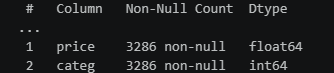 #   Column   Non-Null Count   Dtype
...
1   price    3286 non-null    float64
2   categ    3286 non-null    int64